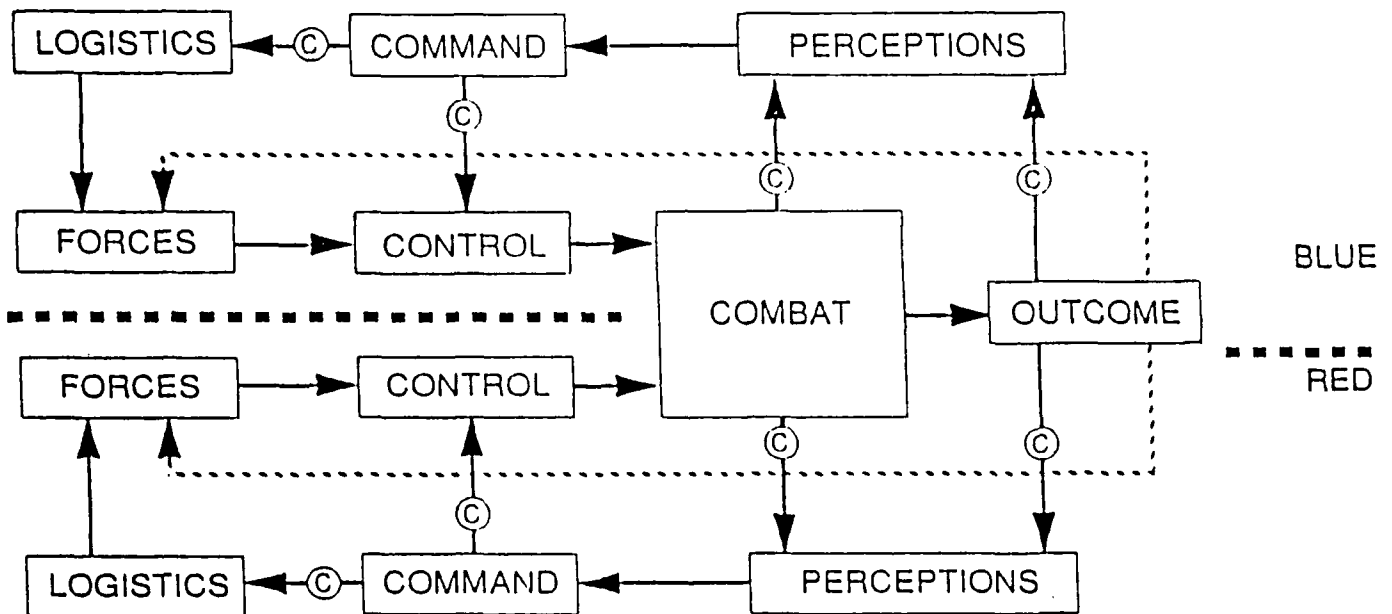 LOGISTICS
Ⓒ
COMMAND
PERCEPTIONS
Ⓒ
Ⓒ
Ⓒ
FORCES
CONTROL
COMBAT
OUTCOME
BLUE
RED
FORCES
CONTROL
Ⓒ
Ⓒ
Ⓒ
LOGISTICS
Ⓒ
COMMAND
PERCEPTIONS